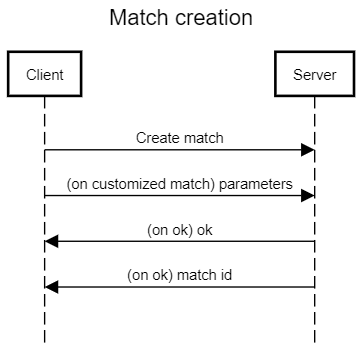 Match creation
Client
Server
Create match
(on customized match) parameters
(on ok) ok
(on ok) match id